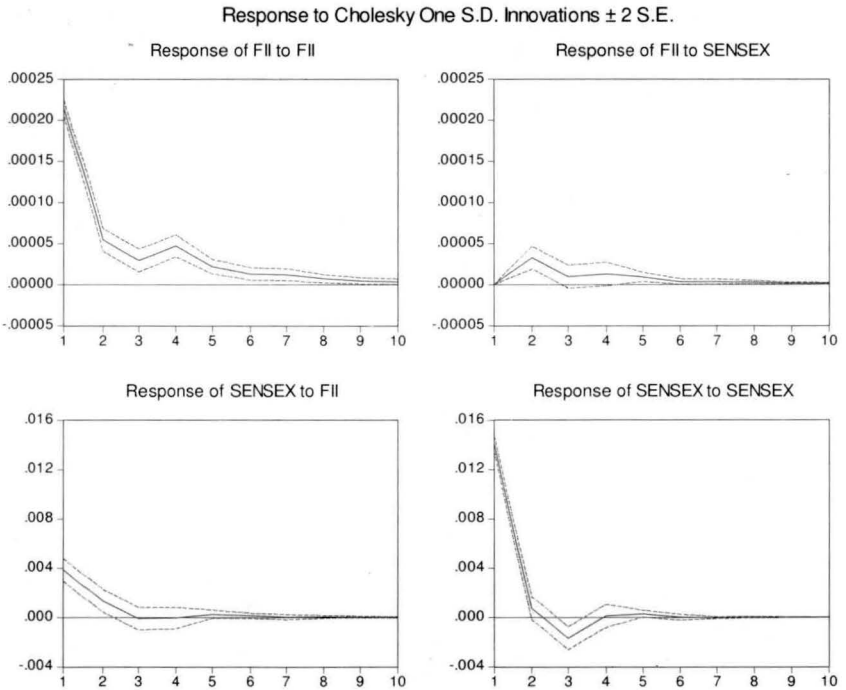 Response to Cholesky One S.D. Innovations ± 2 S.E.
Response of FII to FII
.00025
.00020
.00015
.00010
.00005
.00000
-.00005
1 2 3 4 5 6 7 8 9 10
Response of FII to SENSEX
.00025
.00020
.00015
.00010
.00005
.00000
-.00005
1 2 3 4 5 6 7 8 9 10
Response of SENSEX to FII
.016
.012
.008
.004
.000
-.004
1 2 3 4 5 6 7 8 9 10
Response of SENSEX to SENSEX
.016
.012
.008
.004
.000
-.004
1 2 3 4 5 6 7 8 9 10